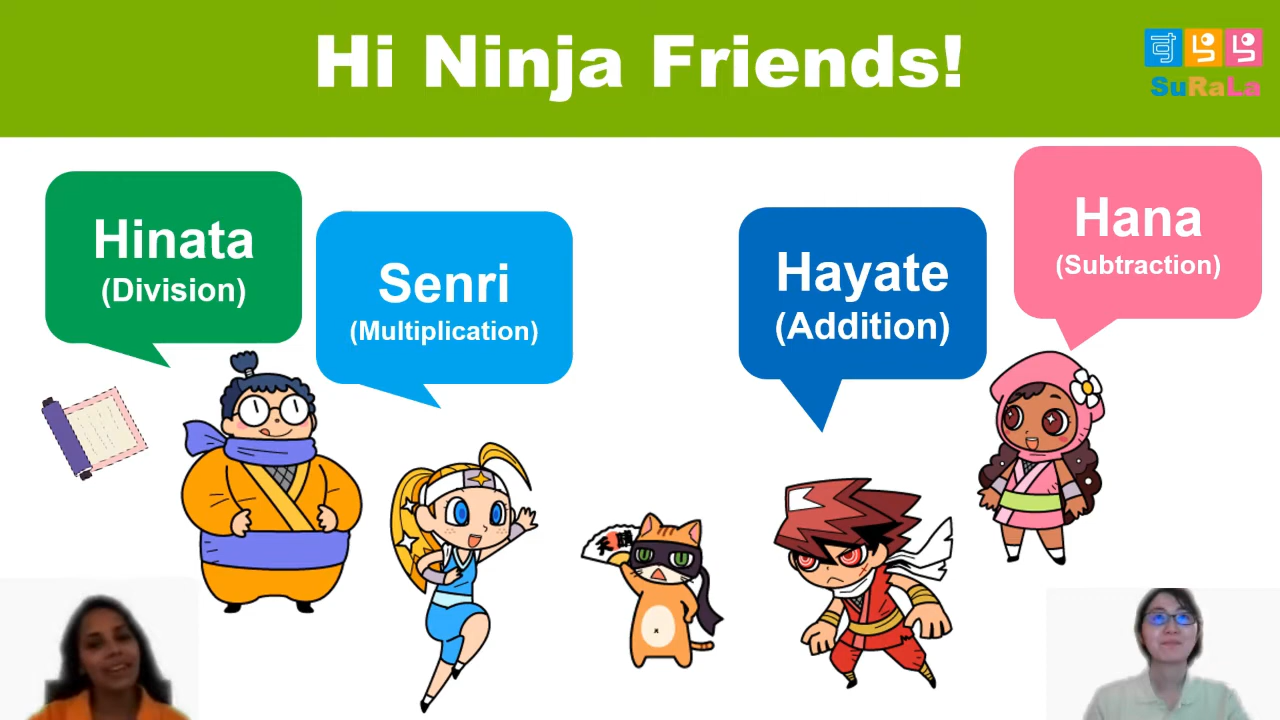 Hi Ninja Friends!
すらら
SuRaLa
Hinata
(Division)
Senri
(Multiplication)
Hayate
(Addition)
Hana
(Subtraction)